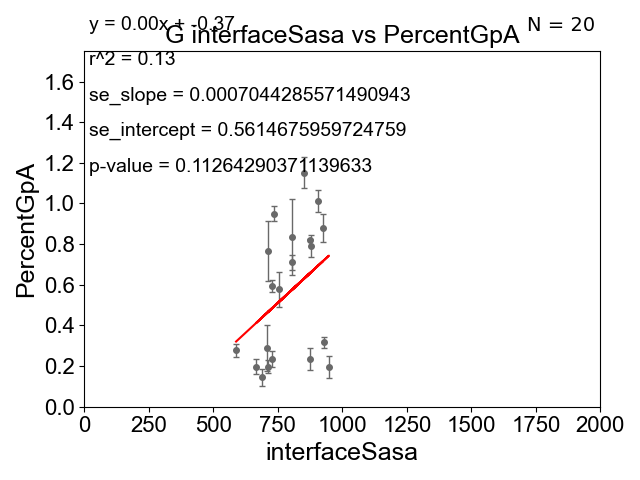 y = 0.00x + -0.37
N = 20
G interfaceSasa vs PercentGpA
r^2 = 0.13
se_slope = 0.0007044285571490943
se_intercept = 0.5614675959724759
p-value = 0.11264290371139633
PercentGpA
1.6
1.4
1.2
1.0
0.8
0.6
0.4
0.2
0.0
0 250 500 750 1000 1250 1500 1750 2000
interfaceSasa